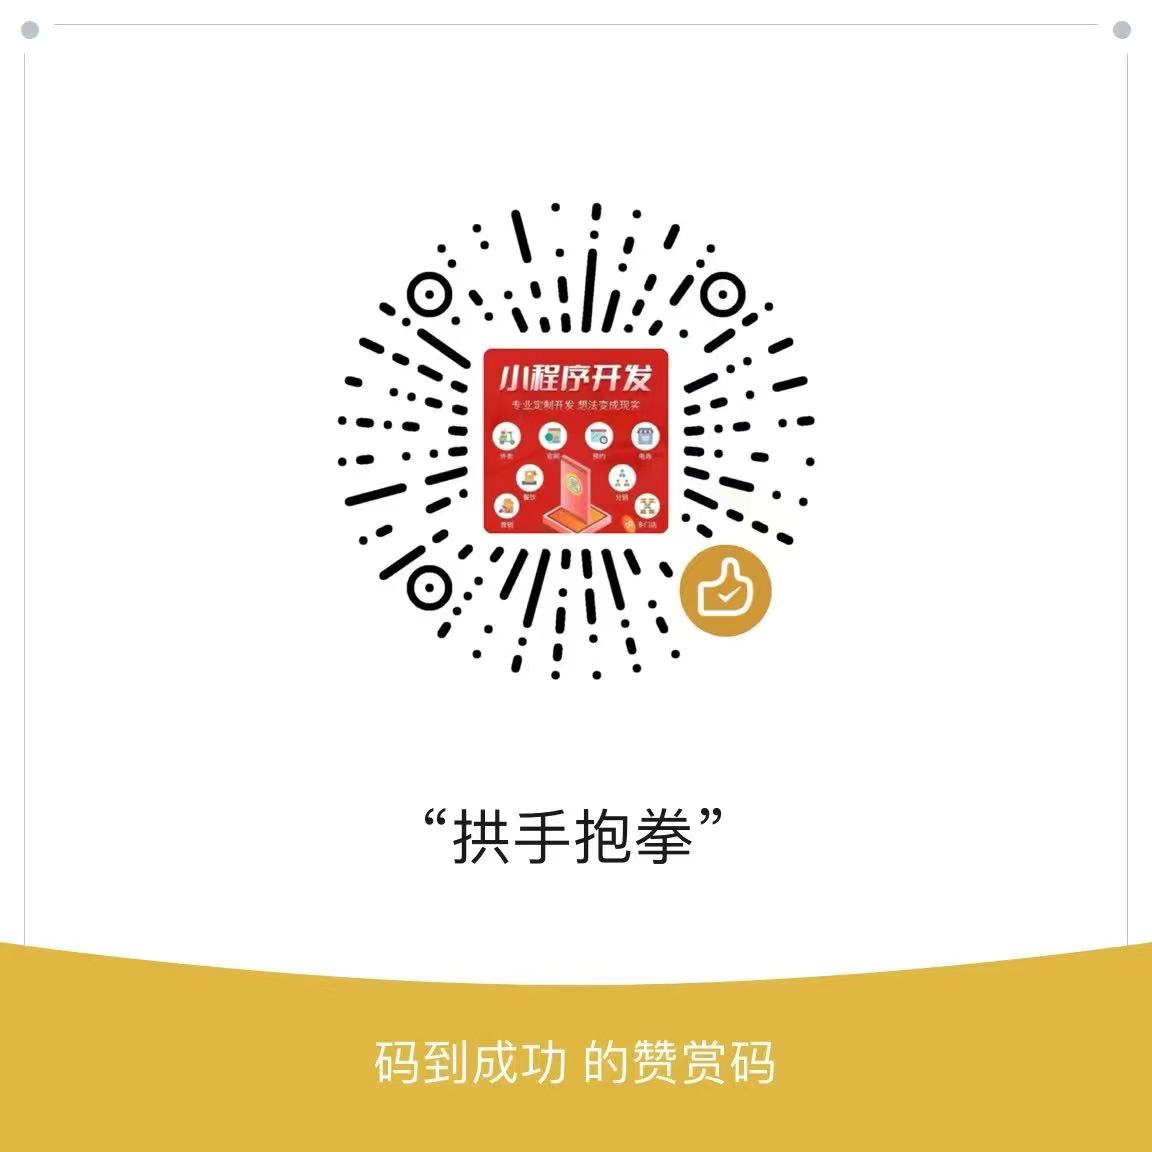 小程序开发
专业定制开发 想法变成现实
外卖 官网 预约 电商
餐饮 分销
营销 多门店
“拱手抱拳”
码到成功 的赞赏码